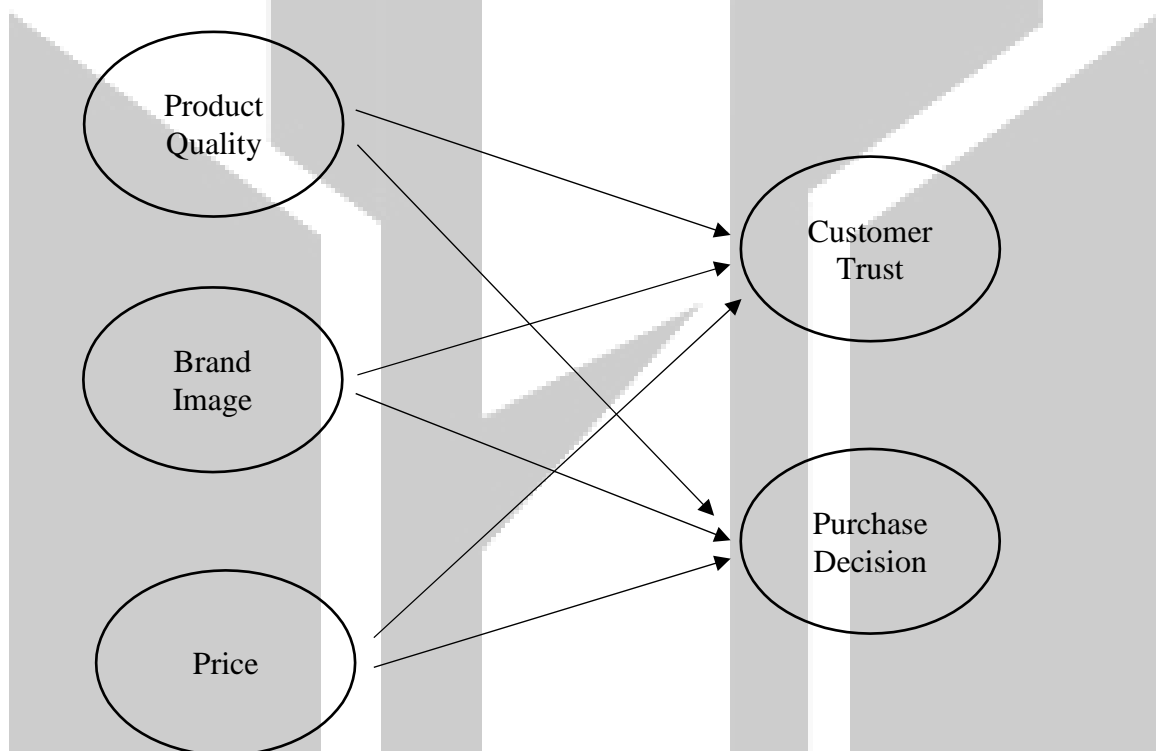 Product
Quality
Customer
Trust
Brand
Image
Purchase
Decision
Price